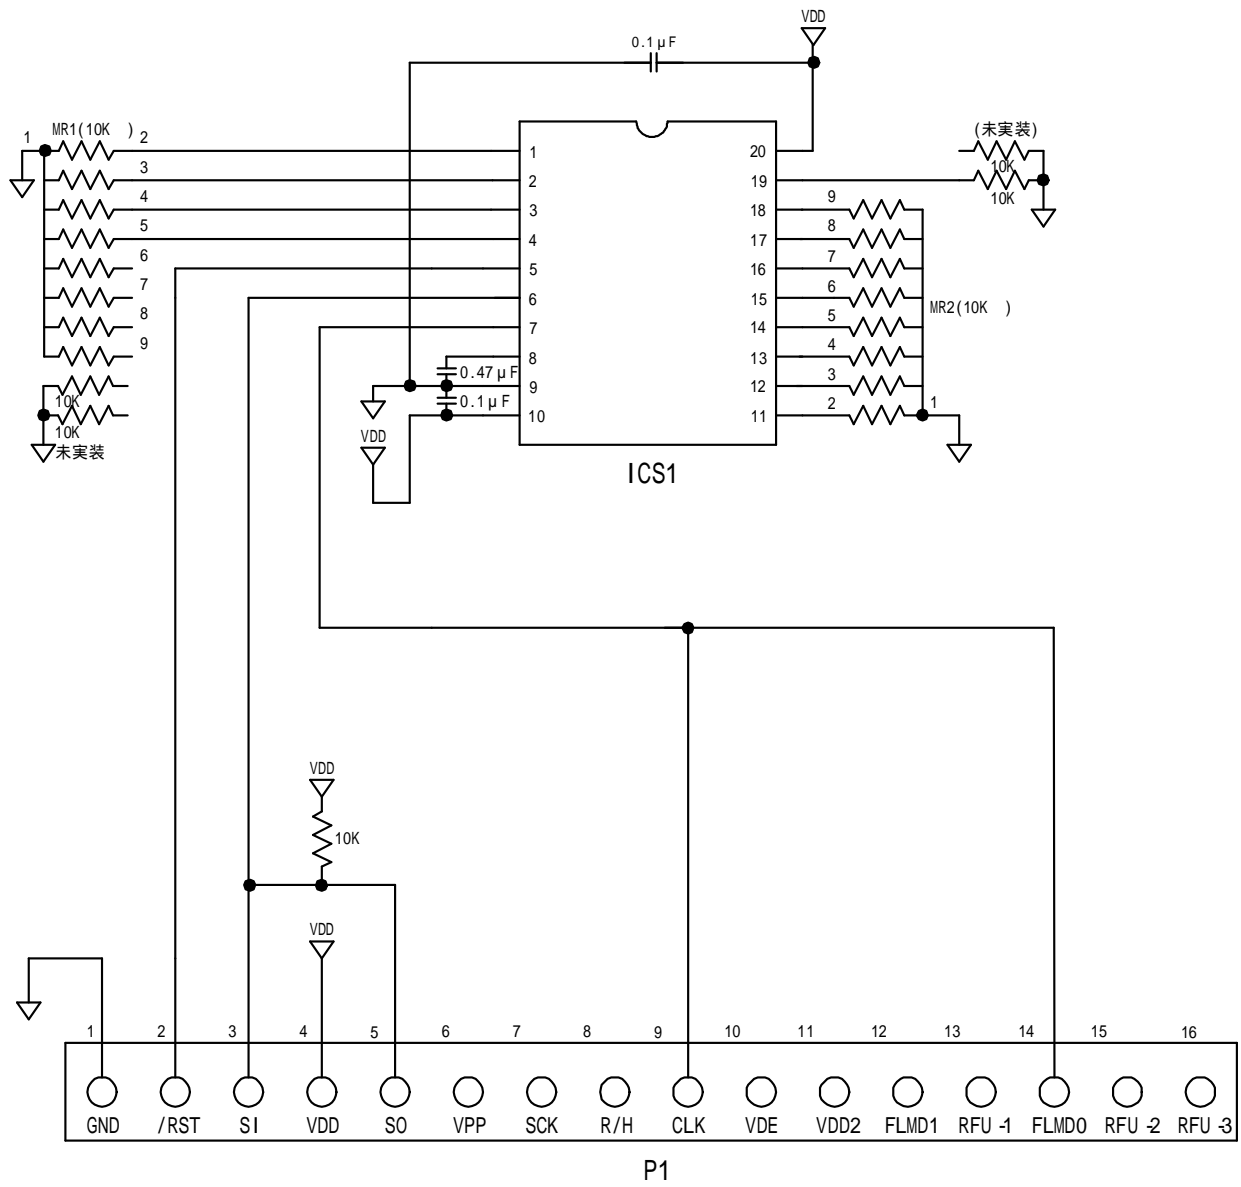 VDD
0.1μF
1 MR1(10K ) 2
3
4
5
6
7
8
9
10K
10K
未実装
1 20
2 19
3 18
4 17
5 16
6 15
7 14
8 13
9 12
10 11
0.47μF
0.1μF
VDD
ICS1
(未実装)
10K
10K
9
8
7
6
5
4
3
2
1
MR2(10K )
VDD
10K
VDD
1 2 3 4 5 6 7 8 9 10 11 12 13 14 15 16
GND /RST SI VDD SO VPP SCK R/H CLK VDE VDD2 FLMD1 RFU-1 FLMD0 RFU-2 RFU-3
P1